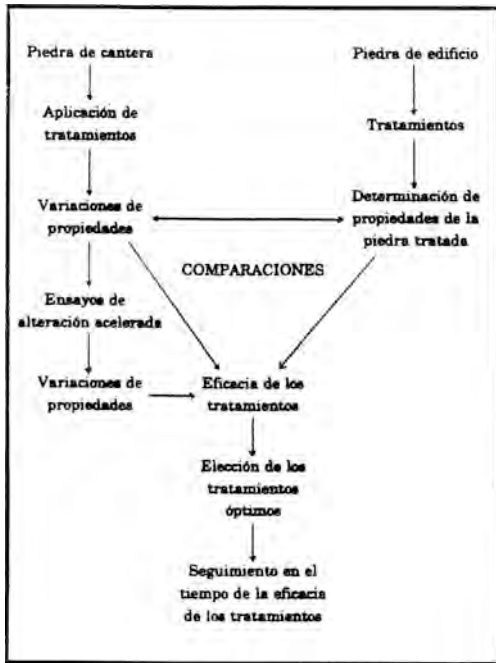 Piedra de cantera
Piedra de edificio
Aplicación de
tratamientos
Tratamientos
Variaciones de
propiedades
Determinación de
propiedades de la
piedra tratada
COMPARACIONES
Ensayos de
alteración acelerada
Variaciones de
propiedades
Eficacia de los
tratamientos
Elección de los
tratamientos
óptimos
Seguimiento en el
tiempo de la eficacia
de los tratamientos